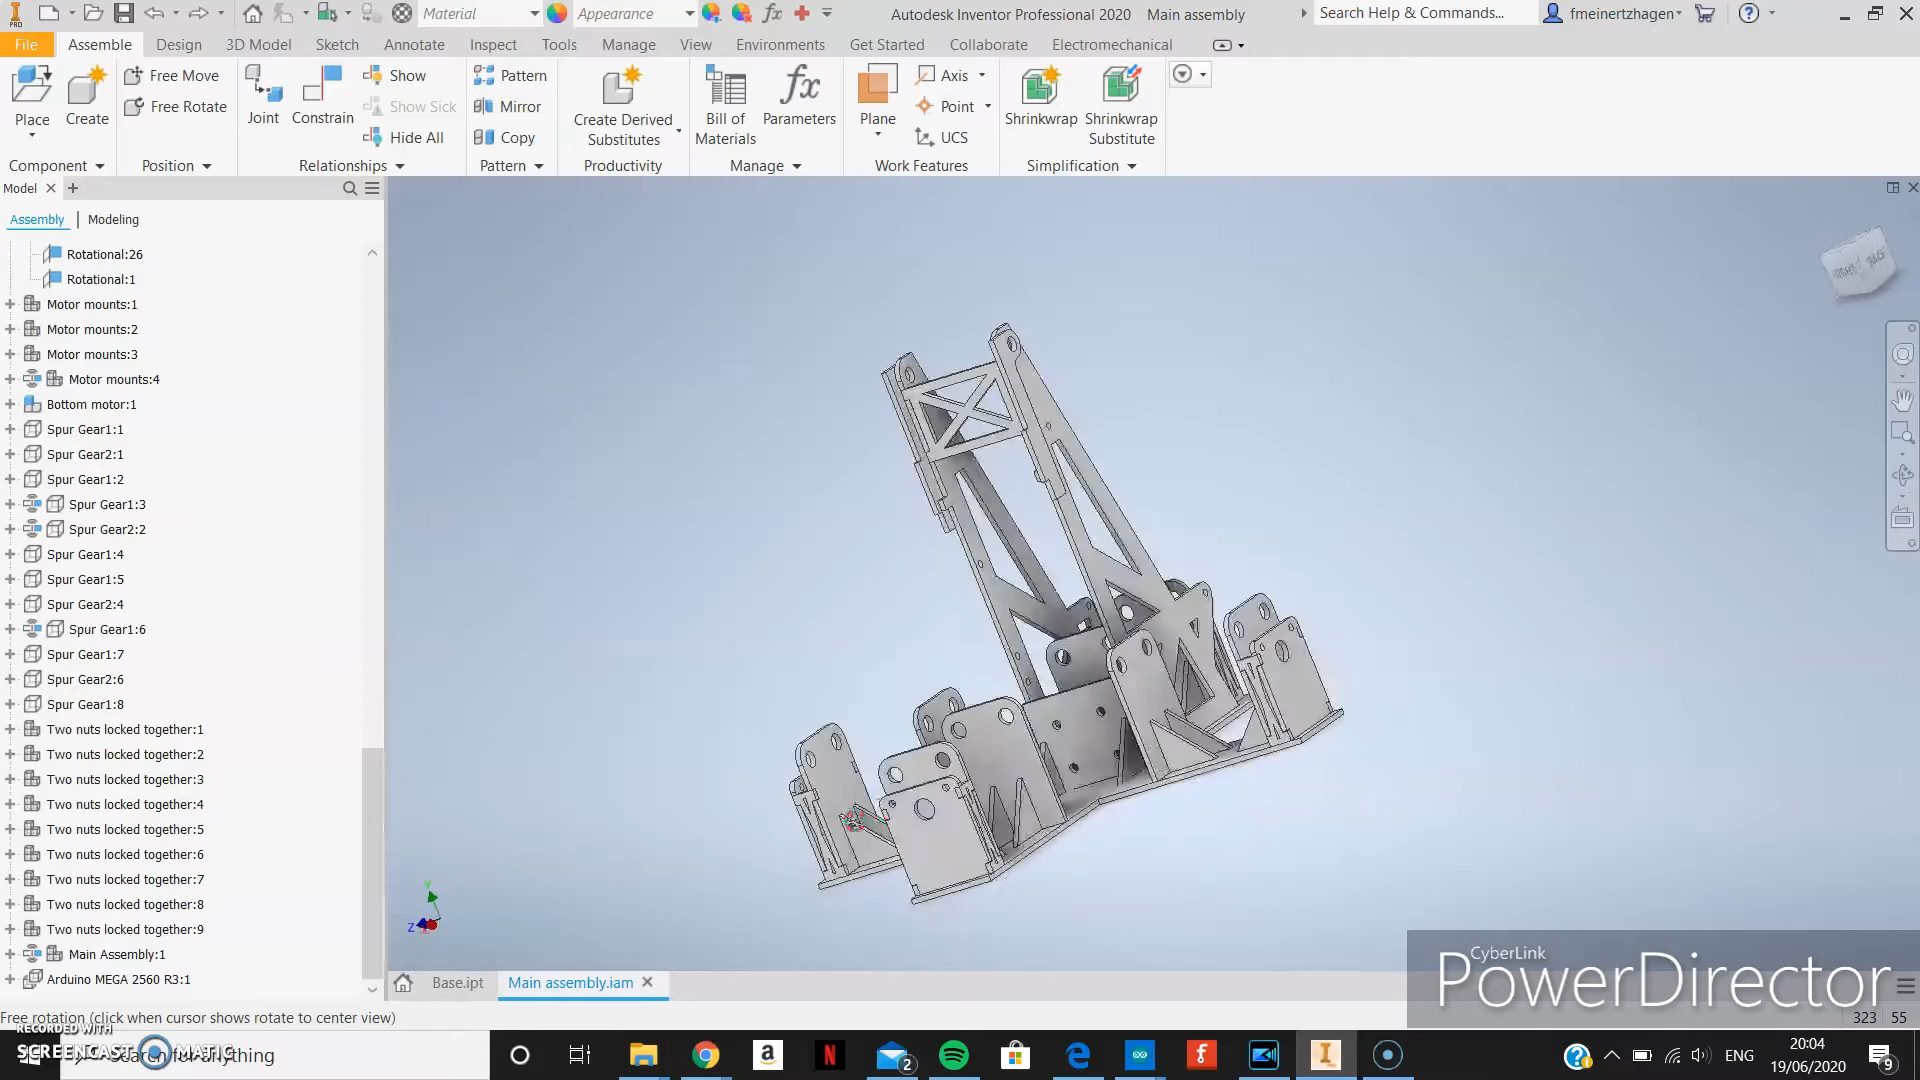 PRO
Material
Appearance
Autodesk Inventor Professional 2020 Main assembly
Search Help & Commands...
fmeinertzhagen
File Assemble Design 3D Model Sketch Annotate Inspect Tools Manage View Environments Get Started Collaborate Electromechanical
Place
Create
Component
Free Move
Free Rotate
Position
Joint
Constrain
Show
Show Sick
Hide All
Relationships
Pattern
Mirror
Copy
Pattern
Create Derived
Substitutes
Productivity
Bill of
Materials
Parameters
Manage
Plane
Axis
Point
UCS
Work Features
Shrinkwrap
Shrinkwrap
Substitute
Simplification
Model
Assembly | Modeling
Rotational:26
Rotational:1
Motor mounts:1
Motor mounts:2
Motor mounts:3
Motor mounts:4
Bottom motor:1
Spur Gear1:1
Spur Gear2:1
Spur Gear1:2
Spur Gear1:3
Spur Gear2:2
Spur Gear1:4
Spur Gear1:5
Spur Gear2:4
Spur Gear1:6
Spur Gear1:7
Spur Gear2:6
Spur Gear1:8
Two nuts locked together:1
Two nuts locked together:2
Two nuts locked together:3
Two nuts locked together:4
Two nuts locked together:5
Two nuts locked together:6
Two nuts locked together:7
Two nuts locked together:8
Two nuts locked together:9
Main Assembly:1
Arduino MEGA 2560 R3:1
Y
Z
Base.ipt
Main assembly.iam
CyberLink
PowerDirector
Free rotation (click when cursor shows rotate to center view)
323 55
RECORDED WITH
SCREENCAST MATIC
Search for anything
2
ENG
20:04
19/06/2020
9